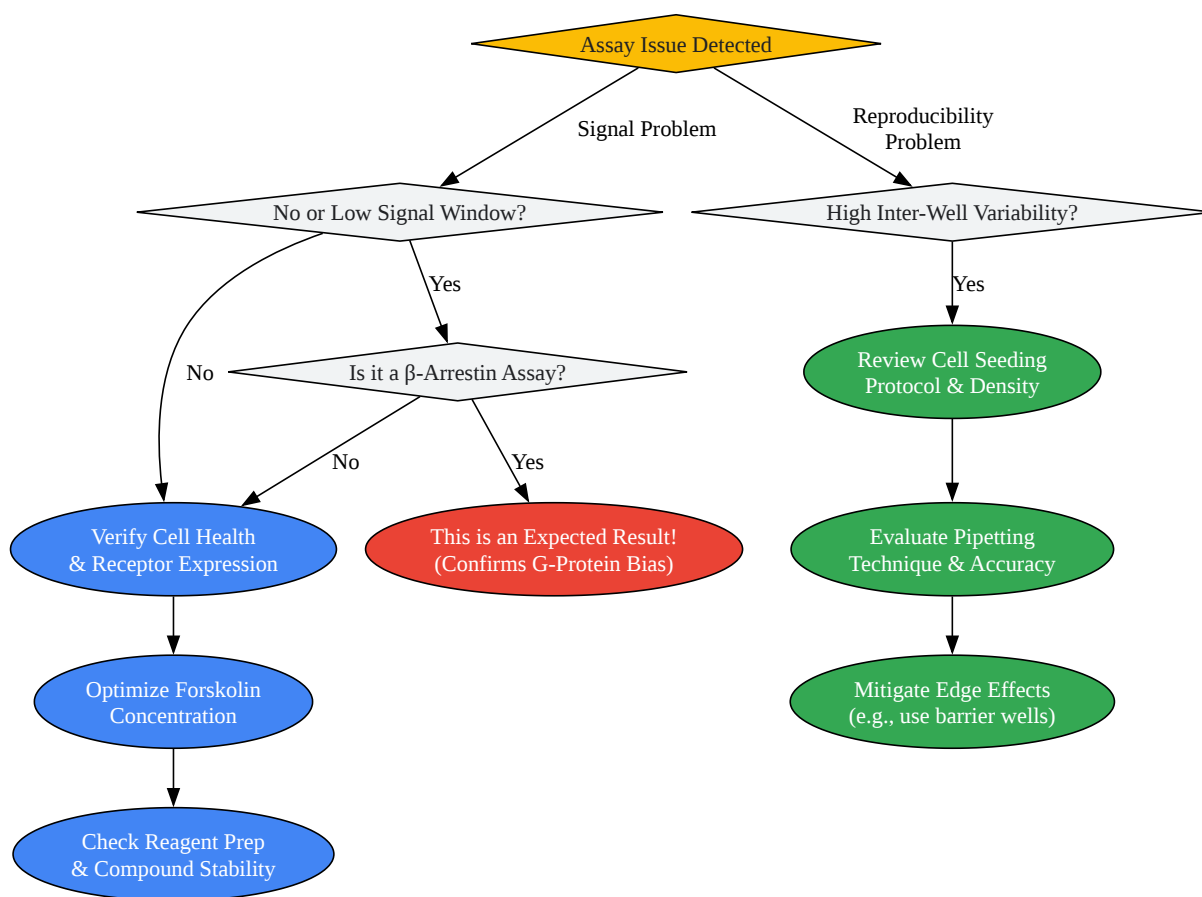 Assay Issue Detected
Signal Problem
Reproducibility
Problem
No or Low Signal Window?
High Inter-Well Variability?
Yes
Yes
No
Is it a β-Arrestin Assay?
Review Cell Seeding
Protocol & Density
No
Yes
Verify Cell Health
& Receptor Expression
This is an Expected Result!
(Confirms G-Protein Bias)
Evaluate Pipetting
Technique & Accuracy
Optimize Forskolin
Concentration
Mitigate Edge Effects
(e.g., use barrier wells)
Check Reagent Prep
& Compound Stability